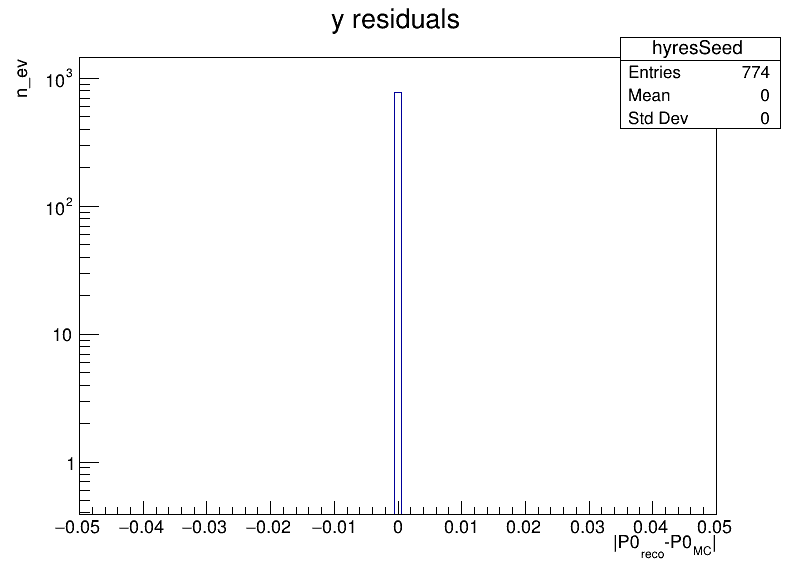 y residuals
hyresSeed
Entries 774
Mean 0
Std Dev 0
n_ev
10³
10²
10
1
−0.05 −0.04 −0.03 −0.02 −0.01 0 0.01 0.02 0.03 0.04 0.05
|P0reco-P0MC|